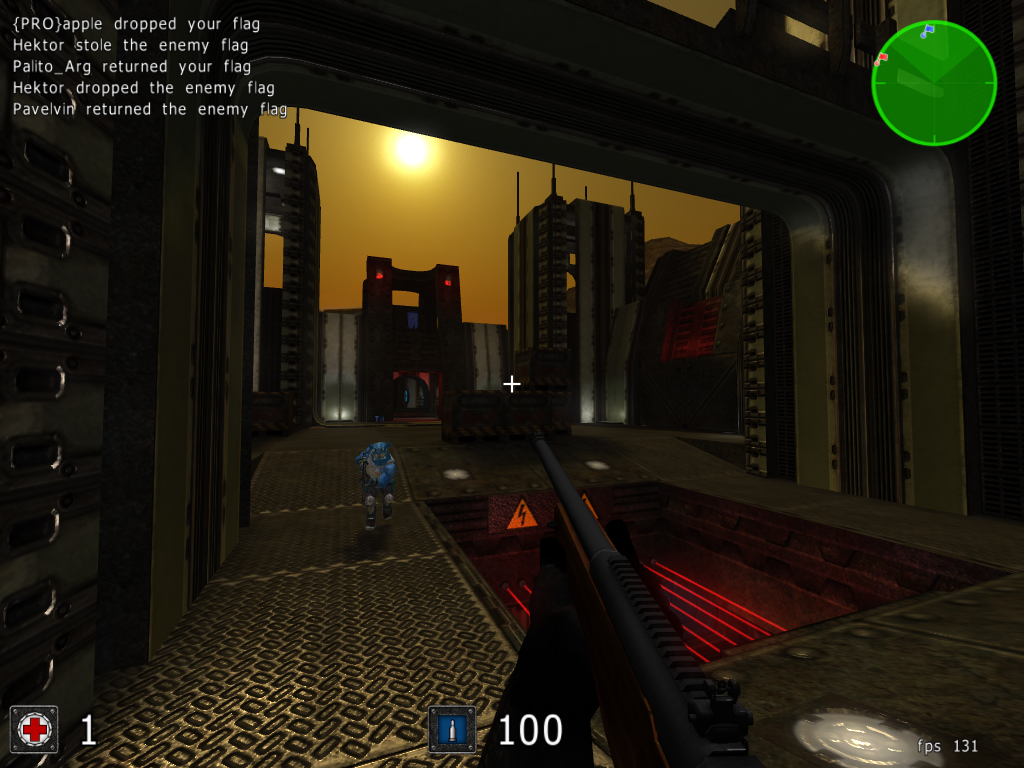 {PRO}apple dropped your flag
Hektor stole the enemy flag
Palito_Arg returned your flag
Hektor dropped the enemy flag
Pavelvin returned the enemy flag
1
100
fps 131